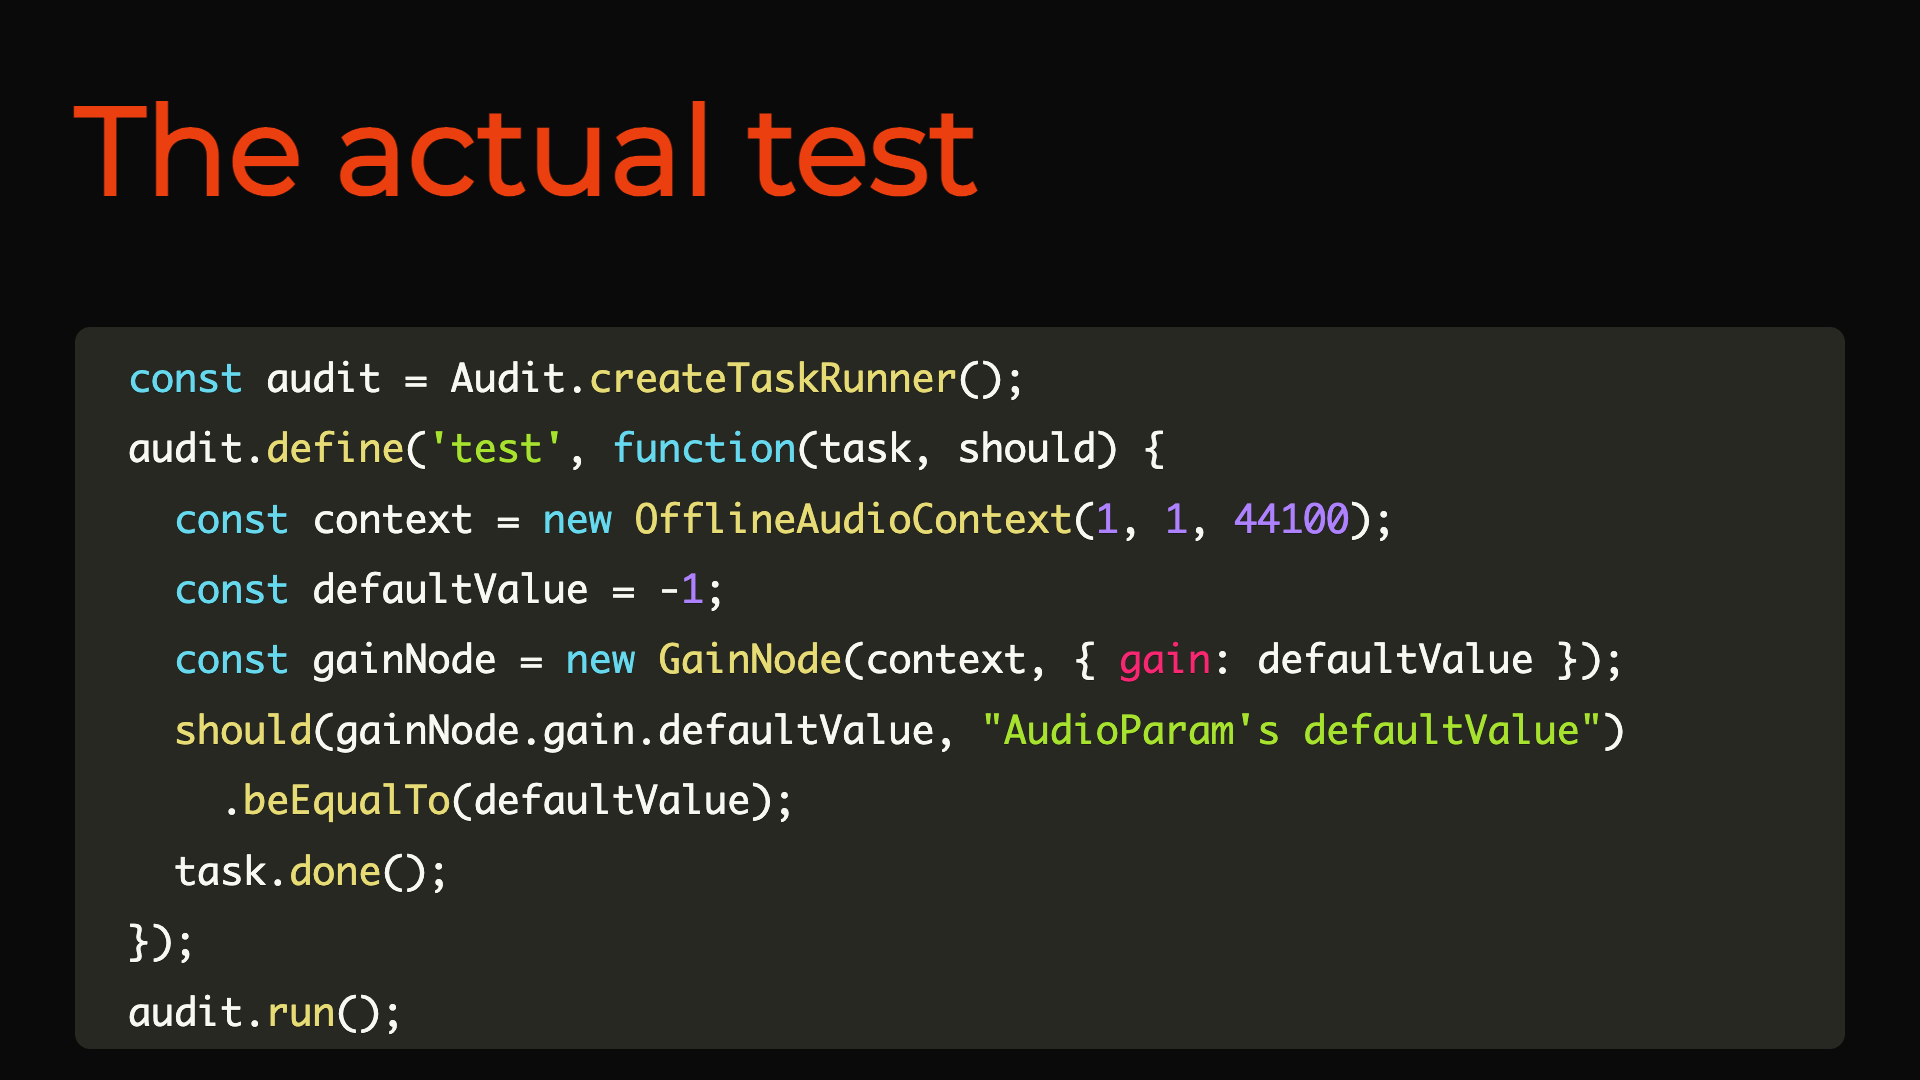 The actual test
const audit = Audit.createTaskRunner();
audit.define('test', function(task, should) {
  const context = new OfflineAudioContext(1, 1, 44100);
  const defaultValue = -1;
  const gainNode = new GainNode(context, { gain: defaultValue });
  should(gainNode.gain.defaultValue, "AudioParam's defaultValue")
    .beEqualTo(defaultValue);
  task.done();
});
audit.run();